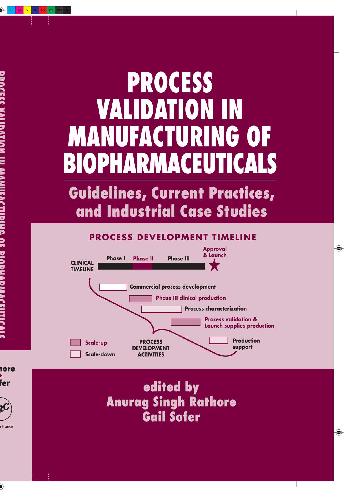 PROCESS
VALIDATION IN
MANUFACTURING OF
BIOPHARMACEUTICALS
Guidelines, Current Practices,
and Industrial Case Studies
PROCESS DEVELOPMENT TIMELINE
Approval
& Launch
CLINICAL
TIMELINE
Phase I Phase II Phase III
Commercial process development
Phase III clinical production
Process characterization
Process validation &
Launch supplies production
Production
support
Scale-up
Scale-down
PROCESS
DEVELOPMENT
ACTIVITIES
edited by
Anurag Singh Rathore
Gail Sofer
PROCESS VALIDATION IN MANUFACTURING OF BIOPHARMACEUTICALS